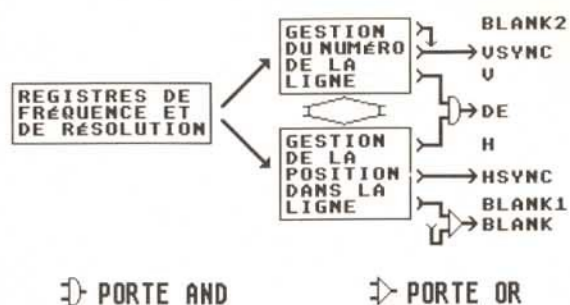 REGISTRES DE
FRÉQUENCE ET
DE RÉSOLUTION
GESTION
DU NUMÉRO
DE LA
LIGNE
GESTION
DE LA
POSITION
DANS LA
LIGNE
BLANK2
VSYNC
V
DE
H
HSYNC
BLANK1
BLANK
PORTE AND
PORTE OR